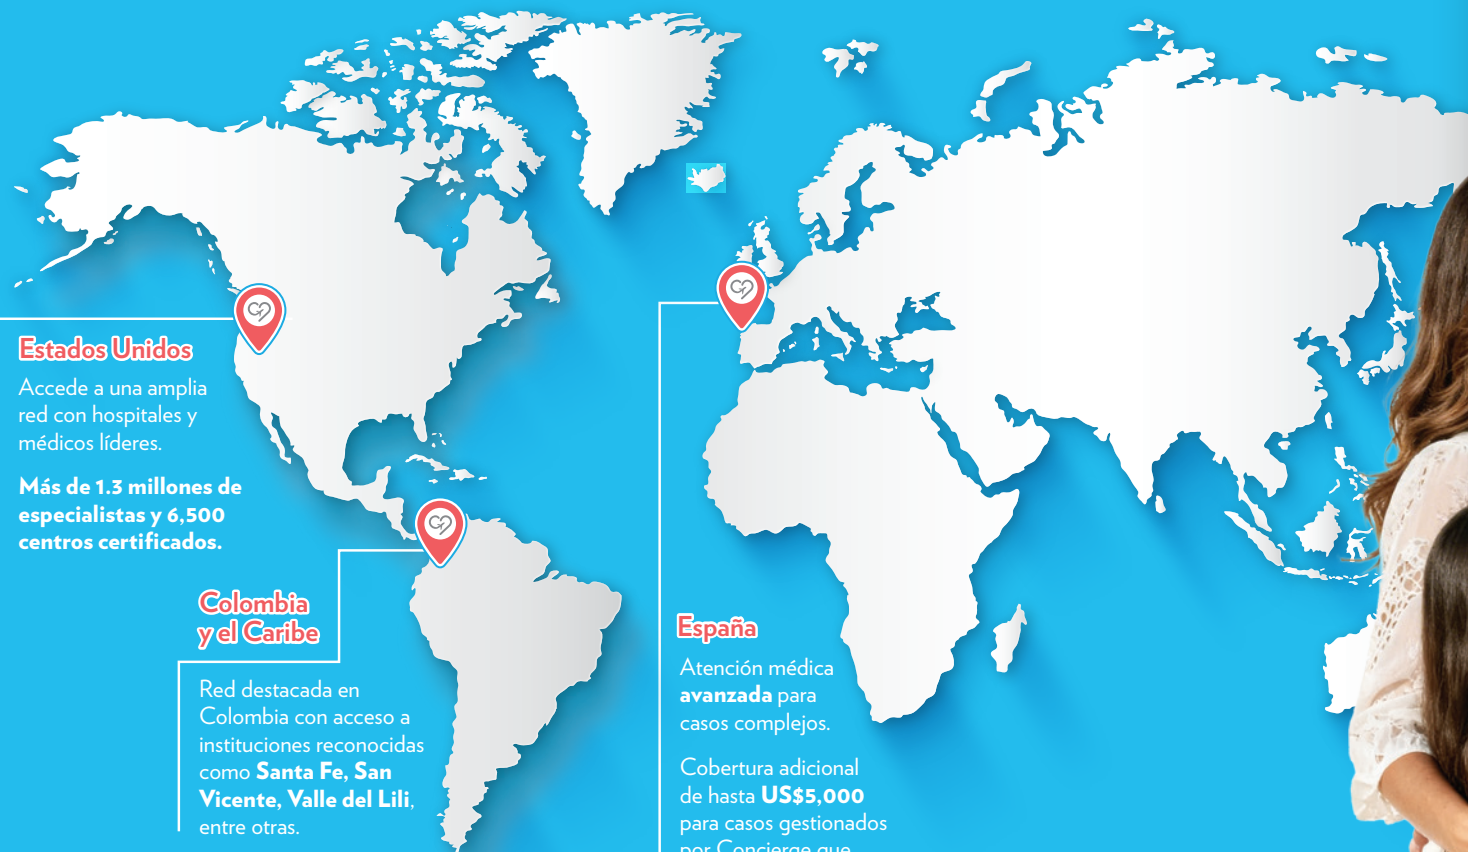 Estados Unidos
Accede a una amplia
red con hospitales y
médicos líderes.
Más de 1.3 millones de
especialistas y 6,500
centros certificados.
Colombia
y el Caribe
Red destacada en
Colombia con acceso a
instituciones reconocidas
como Santa Fe, San
Vicente, Valle del Lili,
entre otras.
España
Atención médica
avanzada para
casos complejos.
Cobertura adicional
de hasta US$5,000
para casos gestionados
por Concierge que